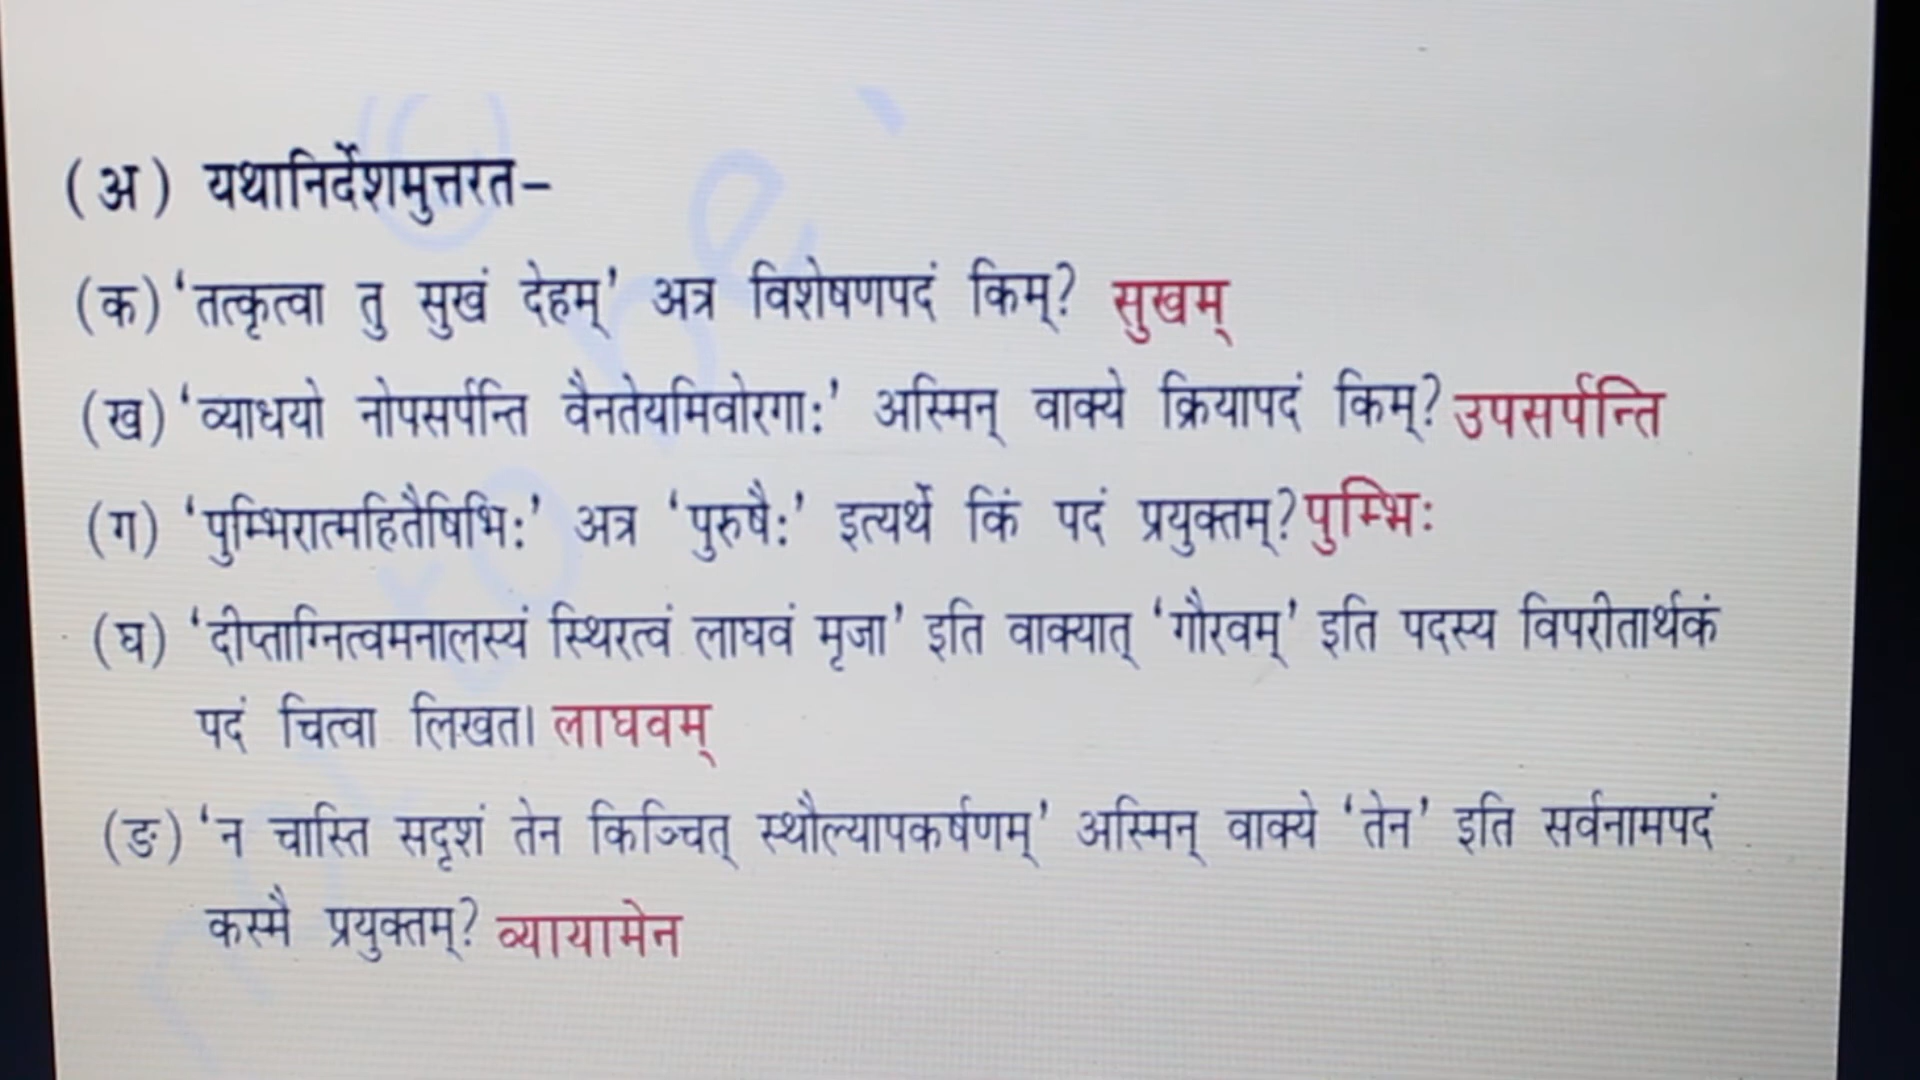 (अ) यथानिर्देशमुत्तरत–
(क) ‘तत्कृत्वा तु सुखं देहम्’ अत्र विशेषणपदं किम्? सुखम्
(ख) ‘व्याधयो नोपसर्पन्ति वैनतेयमिवोरगाः’ अस्मिन् वाक्ये क्रियापदं किम्? उपसर्पन्ति
(ग) ‘पुम्भिरात्महितैषिभिः’ अत्र ‘पुरुषैः’ इत्यर्थे किं पदं प्रयुक्तम्? पुम्भिः
(घ) ‘दीप्ताग्नित्वमनालस्यं स्थिरत्वं लाघवं मृजा’ इति वाक्यात् ‘गौरवम्’ इति पदस्य विपरीतार्थकं
पदं चित्वा लिखत। लाघवम्
(ङ) ‘न चास्ति सदृशं तेन किञ्चित् स्थौल्यापकर्षणम्’ अस्मिन् वाक्ये ‘तेन’ इति सर्वनामपदं
कस्मै प्रयुक्तम्? व्यायामेन